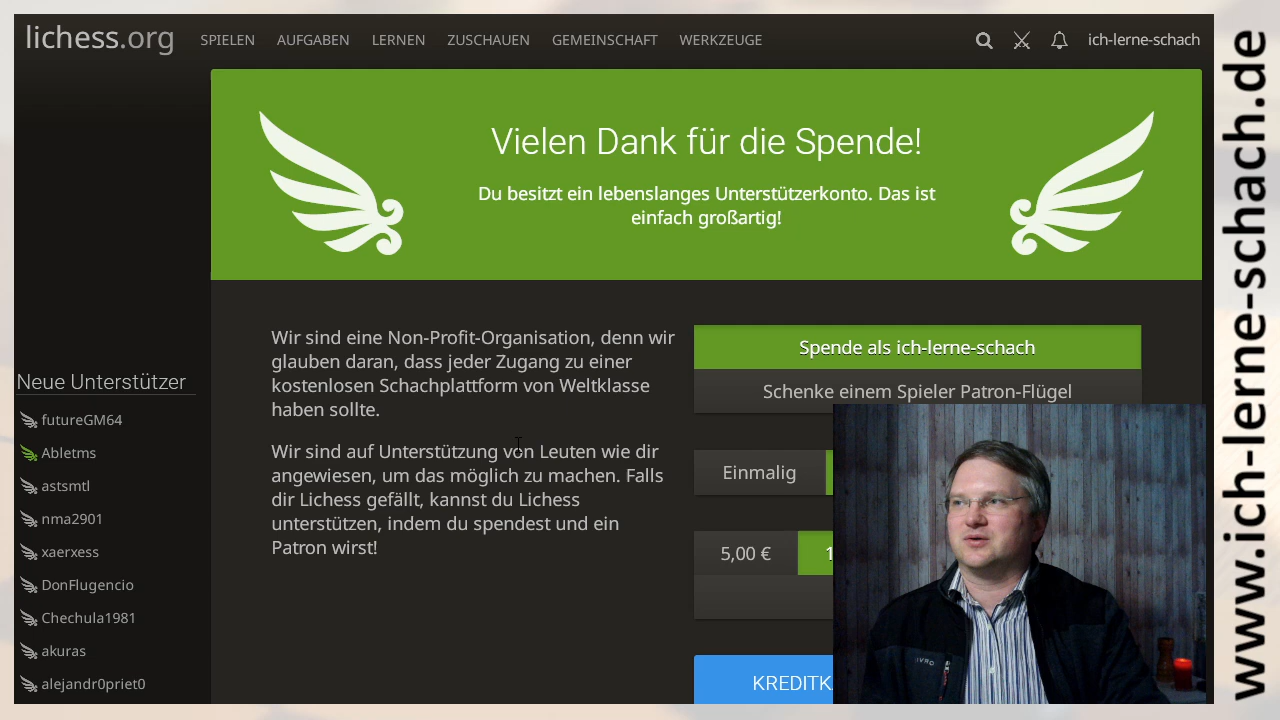 lichess.org
SPIELEN AUFGABEN LERNEN ZUSCHAUEN GEMEINSCHAFT WERKZEUGE
ich-lerne-schach
Vielen Dank für die Spende!
Du besitzt ein lebenslanges Unterstützerkonto. Das ist
einfach großartig!
Wir sind eine Non-Profit-Organisation, denn wir
glauben daran, dass jeder Zugang zu einer
kostenlosen Schachplattform von Weltklasse
haben sollte.
Wir sind auf Unterstützung von Leuten wie dir
angewiesen, um das möglich zu machen. Falls
dir Lichess gefällt, kannst du Lichess
unterstützen, indem du spendest und ein
Patron wirst!
Spende als ich-lerne-schach
Schenke einem Spieler Patron-Flügel
Einmalig
5,00 €
Neue Unterstützer
futureGM64
Abletms
astsmtl
nma2901
xaerxess
DonFlugencio
Chechula1981
akuras
alejandr0priet0
www.ich-lerne-schach.de